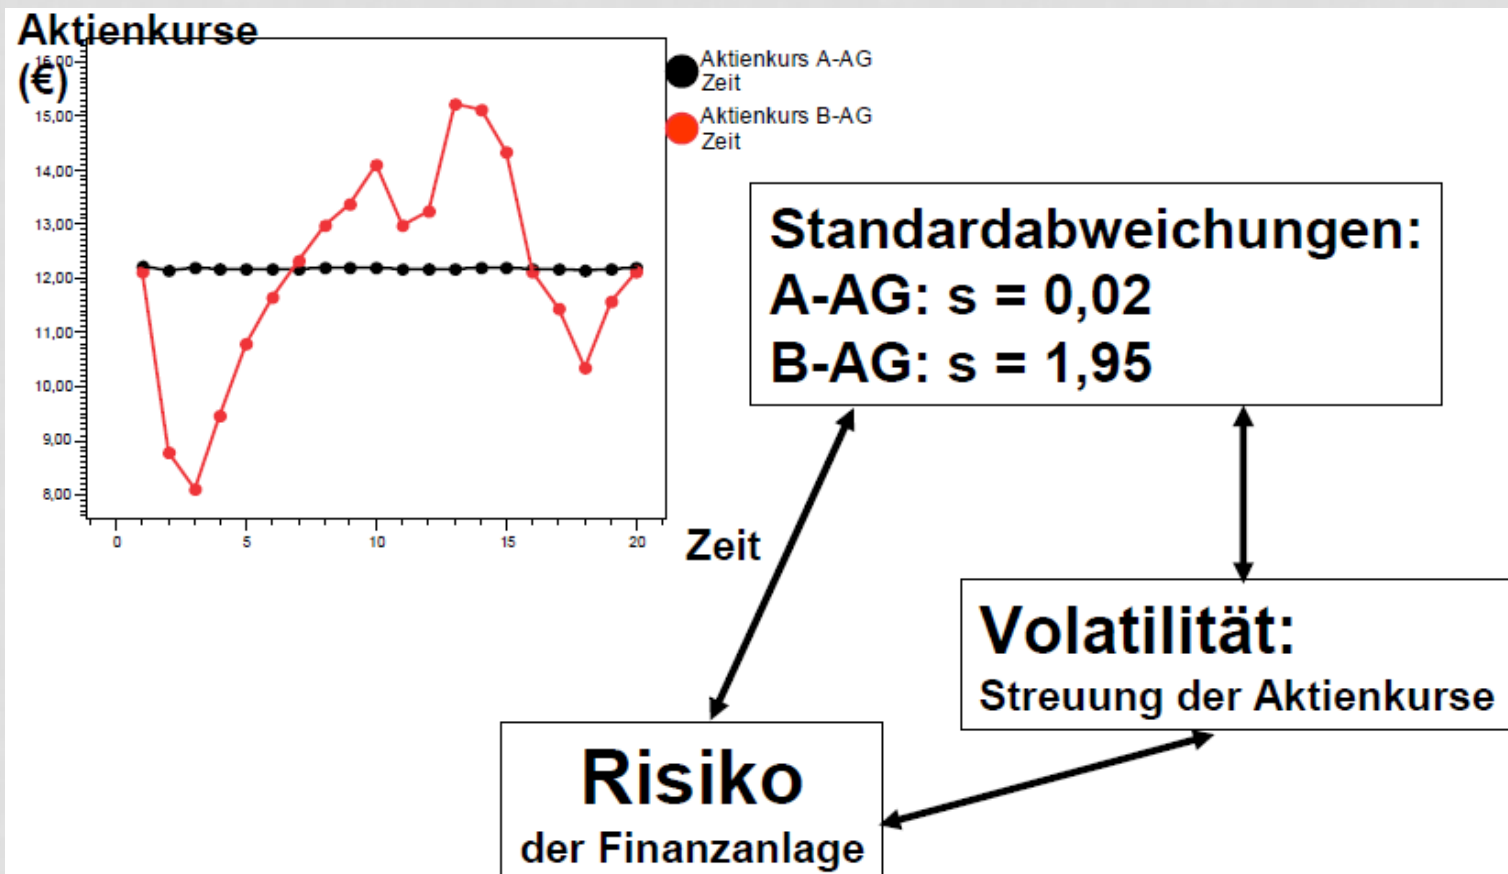 Aktienkurse
(€)
16,00
15,00
14,00
13,00
12,00
11,00
10,00
9,00
8,00
0 5 10 15 20
Zeit
Aktienkurs A-AG
Zeit
Aktienkurs B-AG
Zeit
Standardabweichungen:
A-AG: s = 0,02
B-AG: s = 1,95
Volatilität:
Streuung der Aktienkurse
Risiko
der Finanzanlage